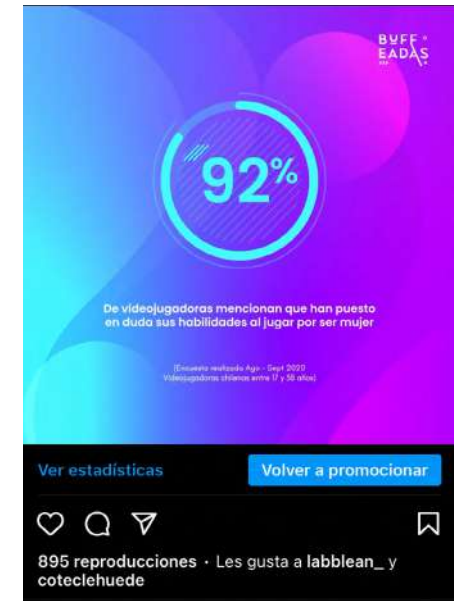 BUFF
EADAS
92%
De videojugadoras mencionan que han puesto
en duda sus habilidades al jugar por ser mujer
(Encuesta realizada Ago - Sept 2020
Videojugadoras chilenas entre 17 y 38 años)
Ver estadísticas
Volver a promocionar
895 reproducciones · Les gusta a labblean_ y
coteclehuede